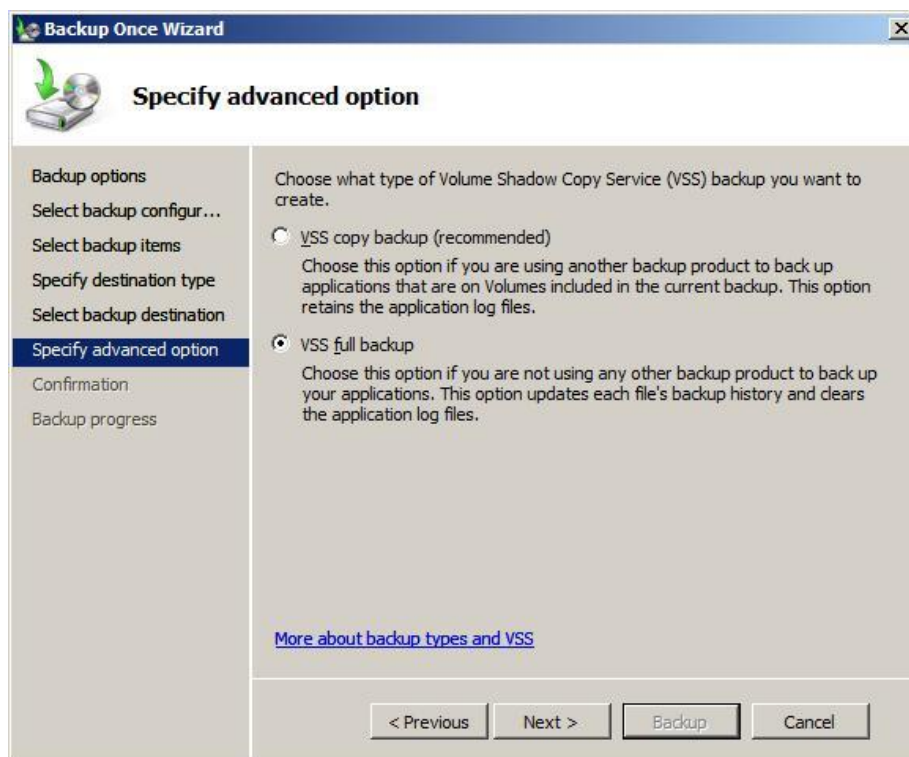 Backup Once Wizard
Specify advanced option
Backup options
Select backup configur...
Select backup items
Specify destination type
Select backup destination
Specify advanced option
Confirmation
Backup progress
Choose what type of Volume Shadow Copy Service (VSS) backup you want to
create.
VSS copy backup (recommended)
Choose this option if you are using another backup product to back up
applications that are on Volumes included in the current backup. This option
retains the application log files.
VSS full backup
Choose this option if you are not using any other backup product to back up
your applications. This option updates each file's backup history and clears
the application log files.
More about backup types and VSS
< Previous
Next >
Backup
Cancel